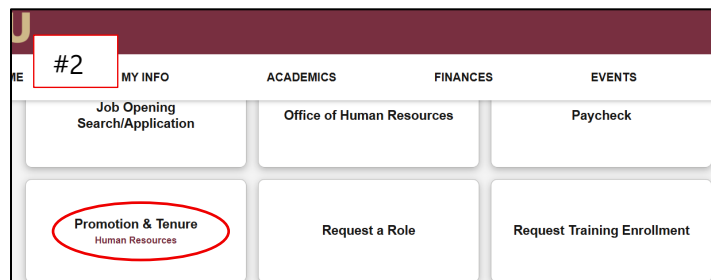 U
#2
ME MY INFO ACADEMICS FINANCES EVENTS
Job Opening
Search/Application
Office of Human Resources
Paycheck
Promotion & Tenure
Human Resources
Request a Role
Request Training Enrollment